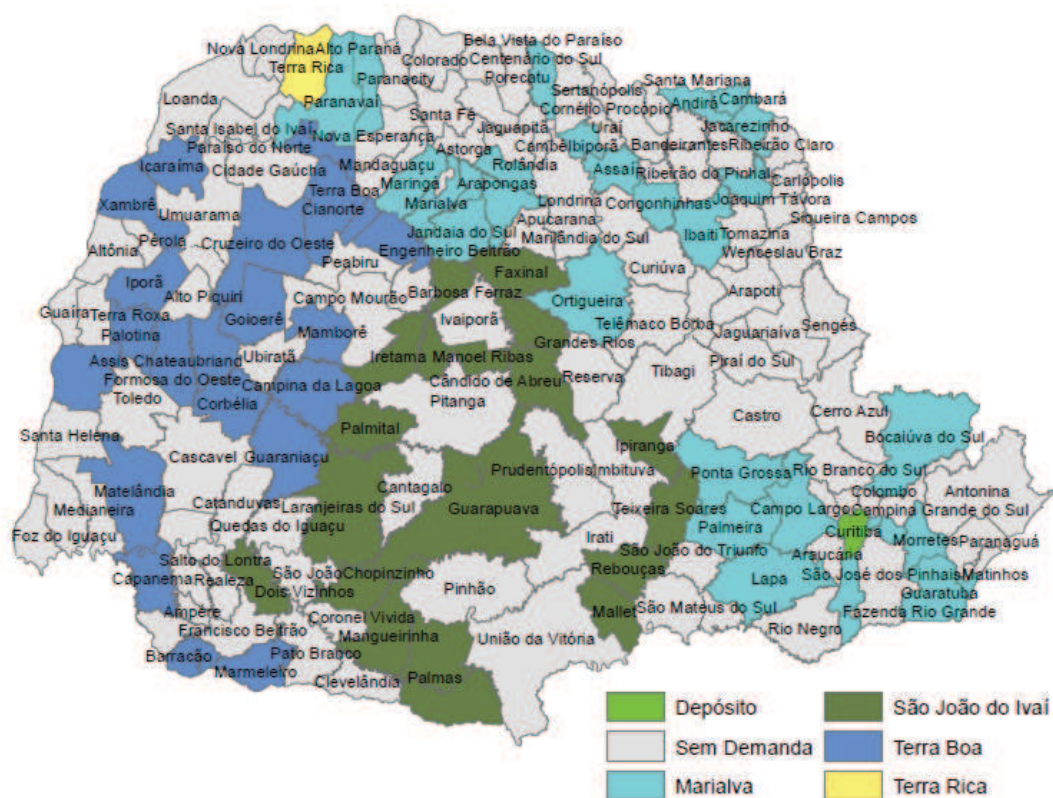 Bela Vista do Paraíso
Nova Londrina
Alto Paraná
Centenário do Sul
Colorado
Terra Rica
Paranacity
Porecatu
Santa Mariana
Sertanópolis
Loanda
Paranavaí
Andirá
Cambará
Cornélio Procópio
Santa Fé
Santa Isabel do Ivaí
Nova Esperança
Jaguapitã
Uraí
Jacarezinho
Paraíso do Norte
Astorga
Cambé
Ibiporã
Bandeirantes
Ribeirão Claro
Icaraíma
Cidade Gaúcha
Mandaguaçu
Rolândia
Assaí
Ribeirão do Pinhal
Maringá
Arapongas
Carlópolis
Terra Boa
Xambrê
Cianorte
Marialva
Londrina
Congonhinhas
Joaquim Távora
Umuarama
Apucarana
Siqueira Campos
Jandaia do Sul
Ibaiti
Tomazina
Pérola
Cruzeiro do Oeste
Marilândia do Sul
Altônia
Engenheiro Beltrão
Wenceslau Braz
Peabiru
Faxinal
Curiúva
Iporã
Alto Piquiri
Campo Mourão
Barbosa Ferraz
Arapoti
Ortigueira
Guaíra
Terra Roxa
Goioerê
Ivaiporã
Telêmaco Borba
Palotina
Mamborê
Jaguariaíva
Sengés
Grandes Rios
Assis Chateaubriand
Ubiratã
Iretama
Manoel Ribas
Reserva
Piraí do Sul
Formosa do Oeste
Campina da Lagoa
Cândido de Abreu
Tibagi
Toledo
Corbélia
Pitanga
Castro
Cerro Azul
Santa Helena
Palmital
Ipiranga
Bocaiúva do Sul
Cascavel
Guaraniaçu
Prudentópolis
Imbituva
Ponta Grossa
Rio Branco do Sul
Matelândia
Cantagalo
Colombo
Antonina
Medianeira
Catanduvas
Laranjeiras do Sul
Guarapuava
Teixeira Soares
Campo Largo
Campina Grande do Sul
Quedas do Iguaçu
Palmeira
Curitiba
Foz do Iguaçu
Irati
Morretes
Paranaguá
Salto do Lontra
São João do Triunfo
Araucária
Capanema
Realeza
São João
Chopinzinho
Rebouças
Lapa
São José dos Pinhais
Matinhos
Dois Vizinhos
Pinhão
Guaratuba
Ampère
Coronel Vivida
Mallet
São Mateus do Sul
Fazenda Rio Grande
Francisco Beltrão
Mangueirinha
União da Vitória
Rio Negro
Barracão
Pato Branco
Marmeleiro
Clevelândia
Palmas
Depósito
São João do Ivaí
Sem Demanda
Terra Boa
Marialva
Terra Rica